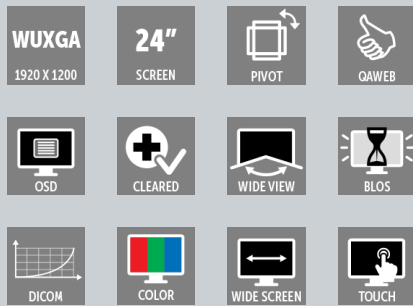 WUXGA
1920 X 1200
24"
SCREEN
PIVOT
QAWEB
OSD
CLEARED
WIDE VIEW
BLOS
DICOM
COLOR
WIDE SCREEN
TOUCH